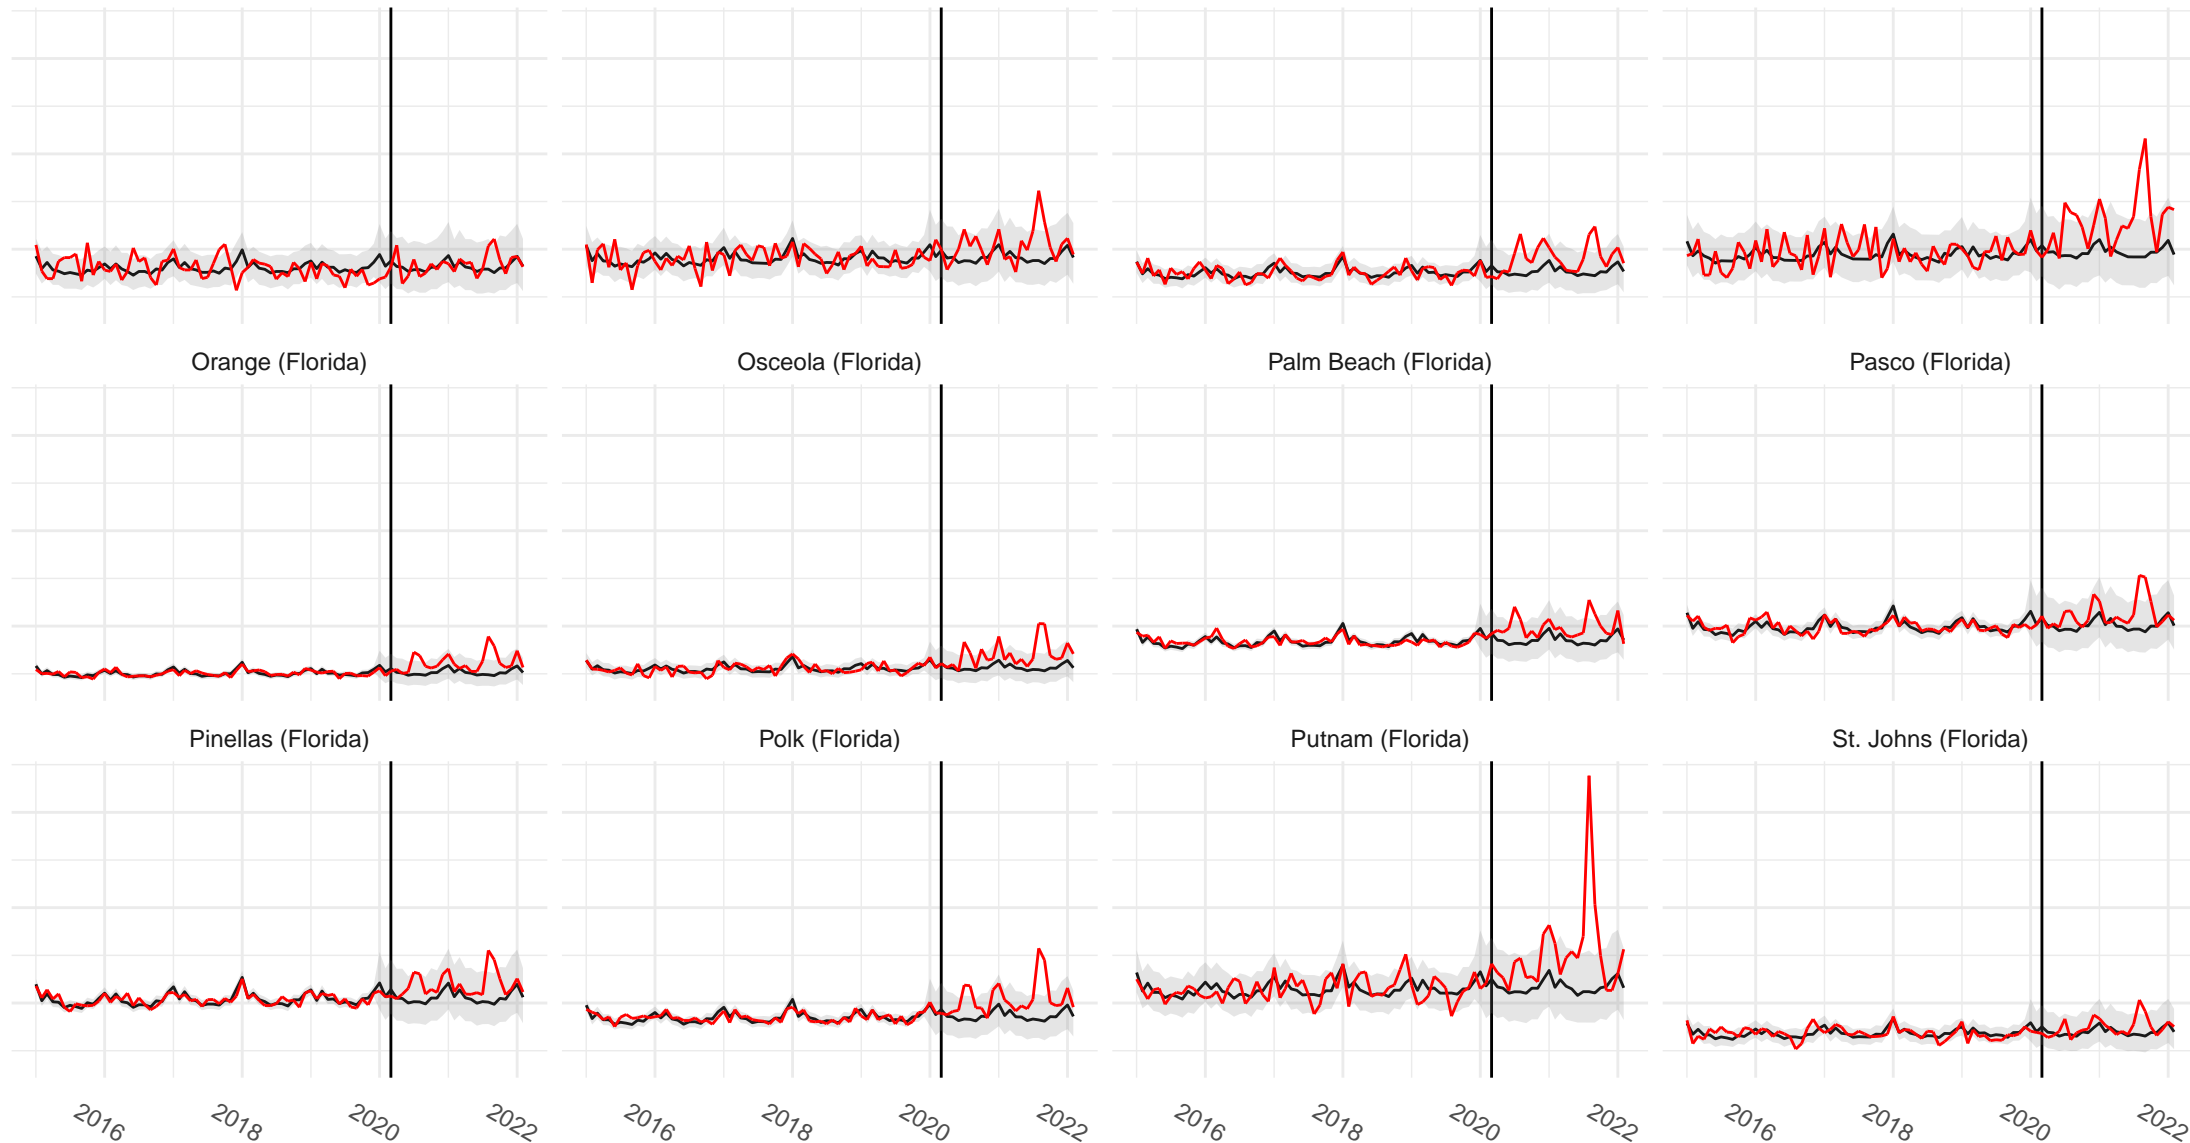 Orange (Florida) Osceola (Florida) Palm Beach (Florida) Pasco (Florida)
Pinellas (Florida) Polk (Florida) Putnam (Florida) St. Johns (Florida)
2016 2018 2020 2022 2016 2018 2020 2022 2016 2018 2020 2022 2016 2018 2020 2022